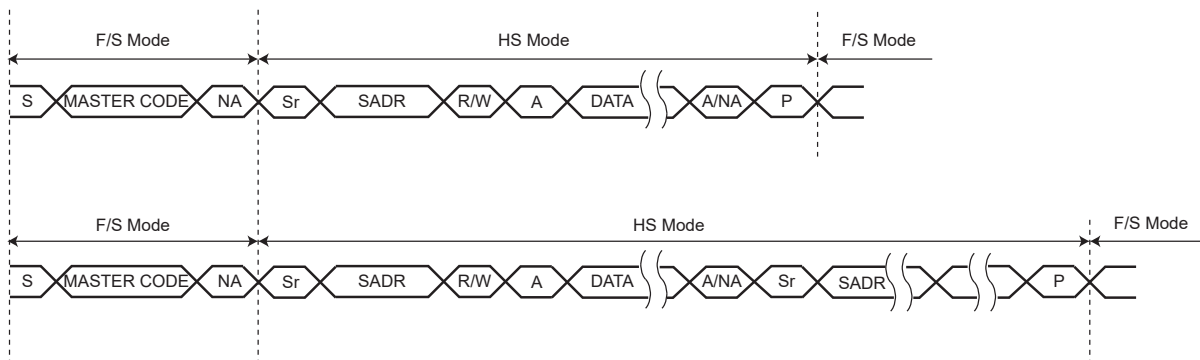 F/S Mode HS Mode F/S Mode
S MASTER CODE NA Sr SADR R/W A DATA A/NA P
F/S Mode HS Mode F/S Mode
S MASTER CODE NA Sr SADR R/W A DATA A/NA Sr SADR P